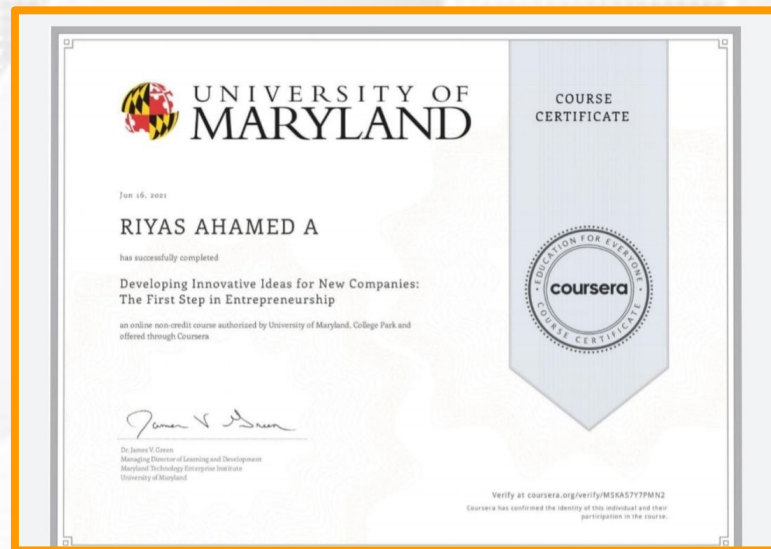 UNIVERSITY OF
MARYLAND
COURSE
CERTIFICATE
Jun 16, 2021
RIYAS AHAMED A
has successfully completed
Developing Innovative Ideas for New Companies:
The First Step in Entrepreneurship
an online non-credit course authorized by University of Maryland, College Park and
offered through Coursera
EDUCATION FOR EVERYONE
coursera
COURSE CERTIFICATE
James V Green
Dr. James V. Green
Managing Director of Learning and Development
Maryland Technology Enterprise Institute
University of Maryland
Verify at coursera.org/verify/MSKAS7Y7PMN2
Coursera has confirmed the identity of this individual and their
participation in the course.